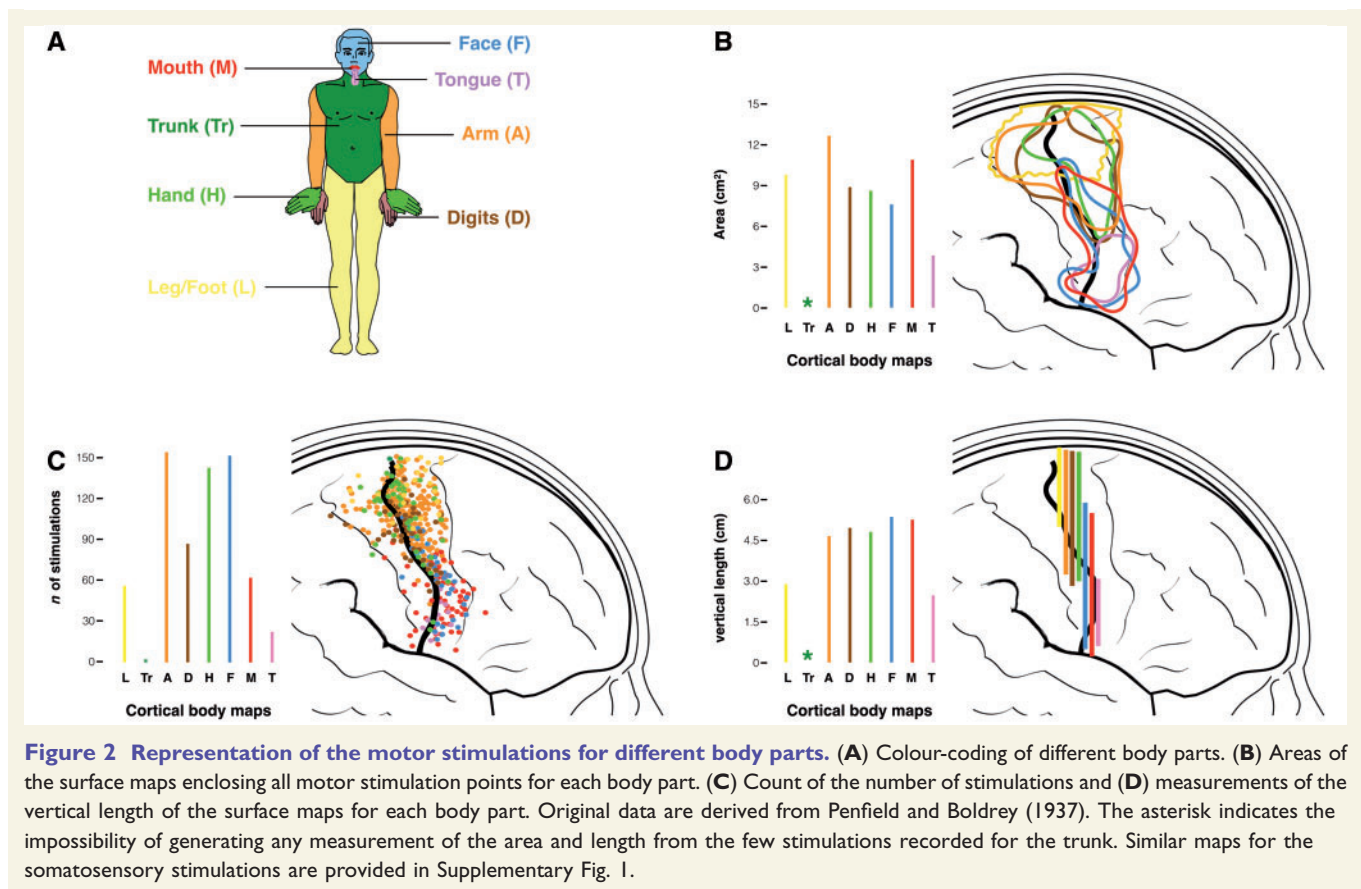 A
Face (F)
Mouth (M)
Tongue (T)
Trunk (Tr)
Arm (A)
Hand (H)
Digits (D)
Leg/Foot (L)
B
15
12
9
6
3
0
Area (cm²)
*
L Tr A D H F M T
Cortical body maps
C
150
120
90
60
30
0
n of stimulations
L Tr A D H F M T
Cortical body maps
D
6.0
4.5
3.0
1.5
0
vertical length (cm)
*
L Tr A D H F M T
Cortical body maps
Figure 2 Representation of the motor stimulations for different body parts. (A) Colour-coding of different body parts. (B) Areas of
the surface maps enclosing all motor stimulation points for each body part. (C) Count of the number of stimulations and (D) measurements of the
vertical length of the surface maps for each body part. Original data are derived from Penfield and Boldrey (1937). The asterisk indicates the
impossibility of generating any measurement of the area and length from the few stimulations recorded for the trunk. Similar maps for the
somatosensory stimulations are provided in Supplementary Fig. 1.